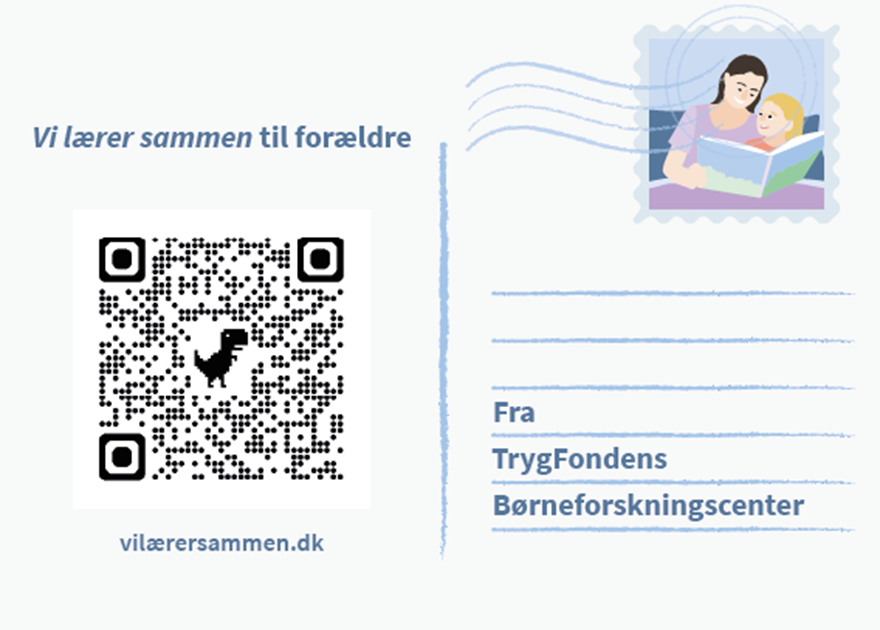 Vi lærer sammen til forældre
vilærersammen.dk
Fra
TrygFondens
Børneforskningscenter